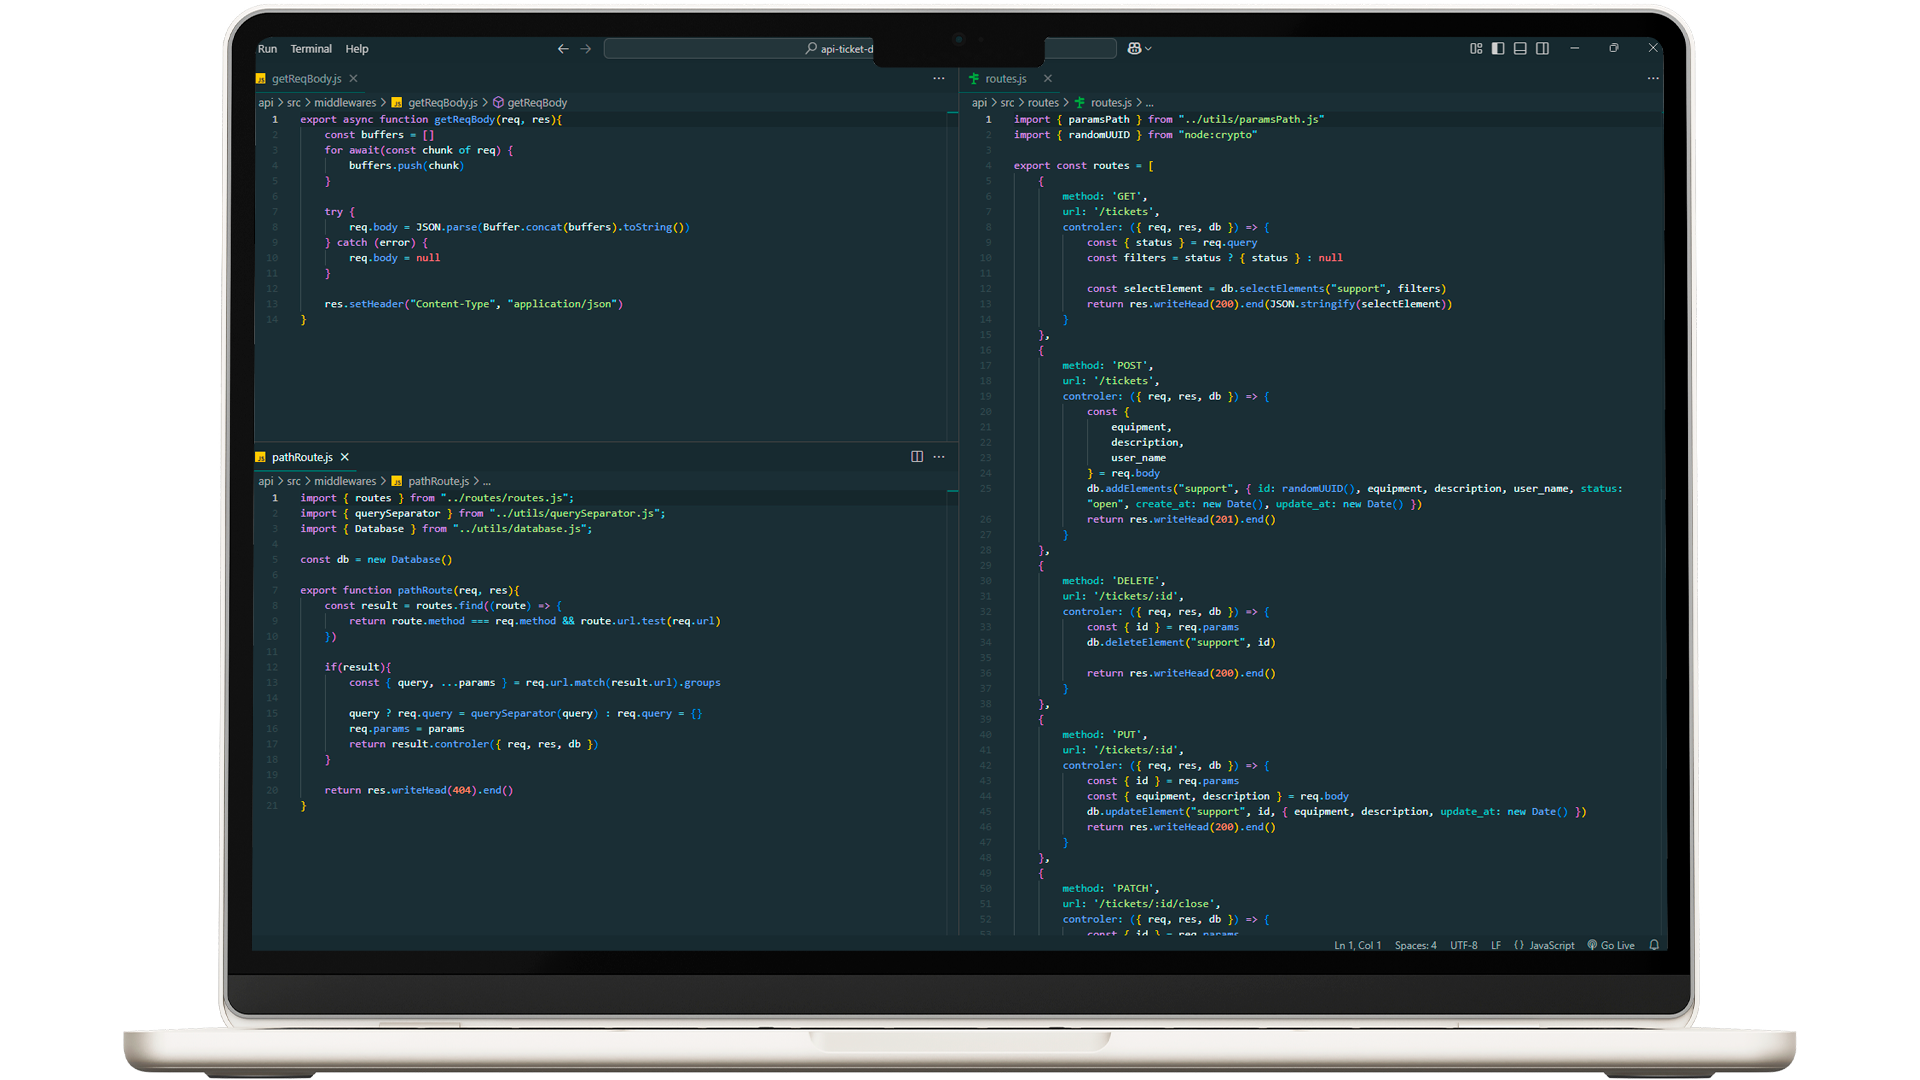 Run Terminal Help
api-ticket-d
getReqBody.js
api > src > middlewares > getReqBody.js > getReqBody
1 export async function getReqBody(req, res){
2 const buffers = []
3 for await(const chunk of req) {
4 buffers.push(chunk)
5 }
6
7 try {
8 req.body = JSON.parse(Buffer.concat(buffers).toString())
9 } catch (error) {
10 req.body = null
11 }
12
13 res.setHeader("Content-Type", "application/json")
14 }
pathRoute.js
api > src > middlewares > pathRoute.js > ...
1 import { routes } from "../routes/routes.js";
2 import { querySeparator } from "../utils/querySeparator.js";
3 import { Database } from "../utils/database.js";
4
5 const db = new Database()
6
7 export function pathRoute(req, res){
8 const result = routes.find((route) => {
9 return route.method === req.method && route.url.test(req.url)
10 })
11
12 if(result){
13 const { query, ...params } = req.url.match(result.url).groups
14
15 query ? req.query = querySeparator(query) : req.query = {}
16 req.params = params
17 return result.controler({ req, res, db })
18 }
19
20 return res.writeHead(404).end()
21 }
routes.js
api > src > routes > routes.js > ...
1 import { paramsPath } from "../utils/paramsPath.js"
2 import { randomUUID } from "node:crypto"
3
4 export const routes = [
5 {
6 method: 'GET',
7 url: '/tickets',
8 controler: ({ req, res, db }) => {
9 const { status } = req.query
10 const filters = status ? { status } : null
11
12 const selectElement = db.selectElements("support", filters)
13 return res.writeHead(200).end(JSON.stringify(selectElement))
14 }
15 },
16 {
17 method: 'POST',
18 url: '/tickets',
19 controler: ({ req, res, db }) => {
20 const {
21 equipment,
22 description,
23 user_name
24 } = req.body
25 db.addElements("support", { id: randomUUID(), equipment, description, user_name, status:
"open", create_at: new Date(), update_at: new Date() })
26 return res.writeHead(201).end()
27 }
28 },
29 {
30 method: 'DELETE',
31 url: '/tickets/:id',
32 controler: ({ req, res, db }) => {
33 const { id } = req.params
34 db.deleteElement("support", id)
35
36 return res.writeHead(200).end()
37 }
38 },
39 {
40 method: 'PUT',
41 url: '/tickets/:id',
42 controler: ({ req, res, db }) => {
43 const { id } = req.params
44 const { equipment, description } = req.body
45 db.updateElement("support", id, { equipment, description, update_at: new Date() })
46 return res.writeHead(200).end()
47 }
48 },
49 {
50 method: 'PATCH',
51 url: '/tickets/:id/close',
52 controler: ({ req, res, db }) => {
53 const { id } = req.params
Ln 1, Col 1 Spaces: 4 UTF-8 LF {} JavaScript Go Live